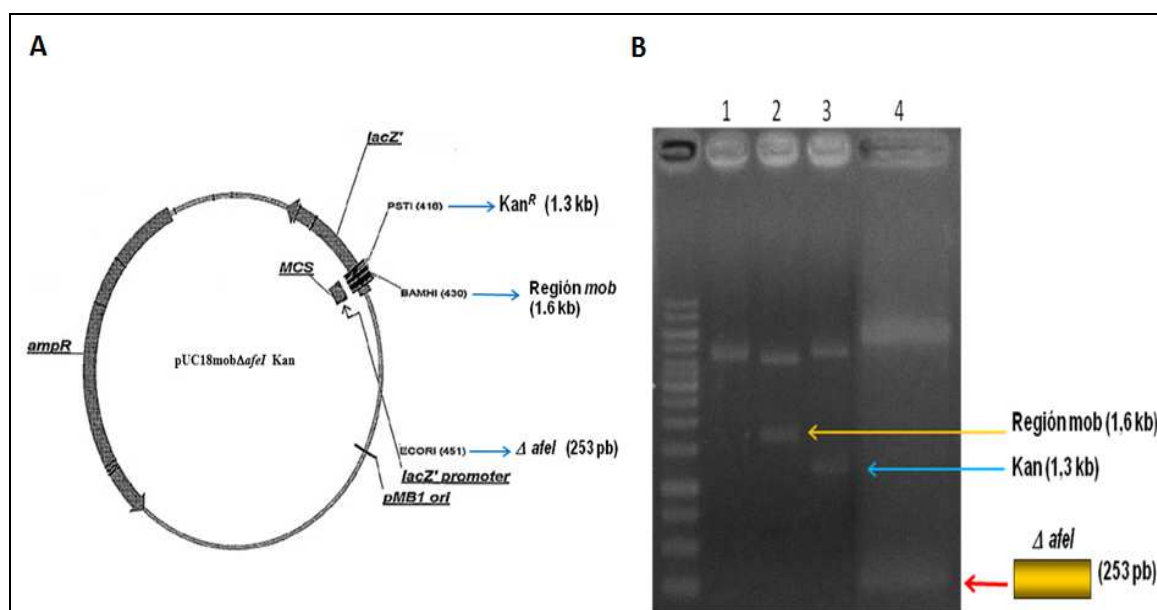 A
lacZ'
PSTI (416)
Kan^R (1.3 kb)
MCS
BAMHI (430)
Región mob
(1.6 kb)
ampR
pUC18mobΔafeI Kan
ECORI (451)
Δ afeI (253 pb)
lacZ' promoter
pMB1 ori
B
1 2 3 4
Región mob (1,6 kb)
Kan (1,3 kb)
Δ afeI
(253 pb)